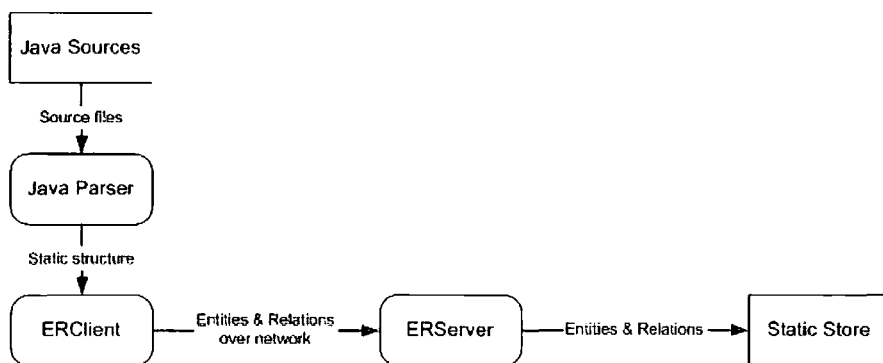 Java Sources
Source files
Java Parser
Static structure
ERClient
Entities & Relations
over network
ERServer
Entities & Relations
Static Store